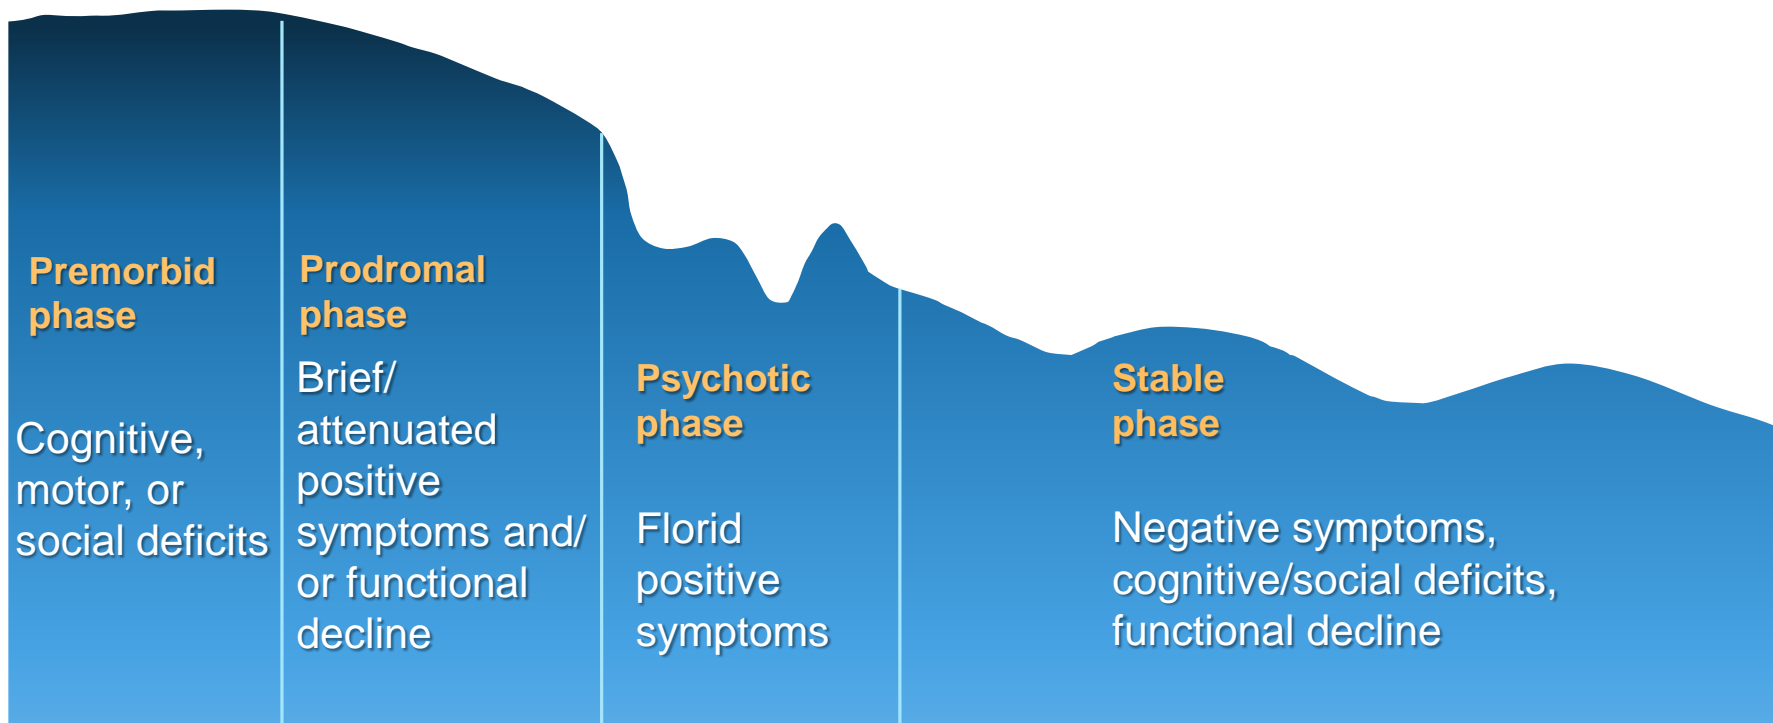 Premorbid
phase
Cognitive,
motor, or
social deficits
Prodromal
phase
Brief/
attenuated
positive
symptoms and/
or functional
decline
Psychotic
phase
Florid
positive
symptoms
Stable
phase
Negative symptoms,
cognitive/social deficits,
functional decline